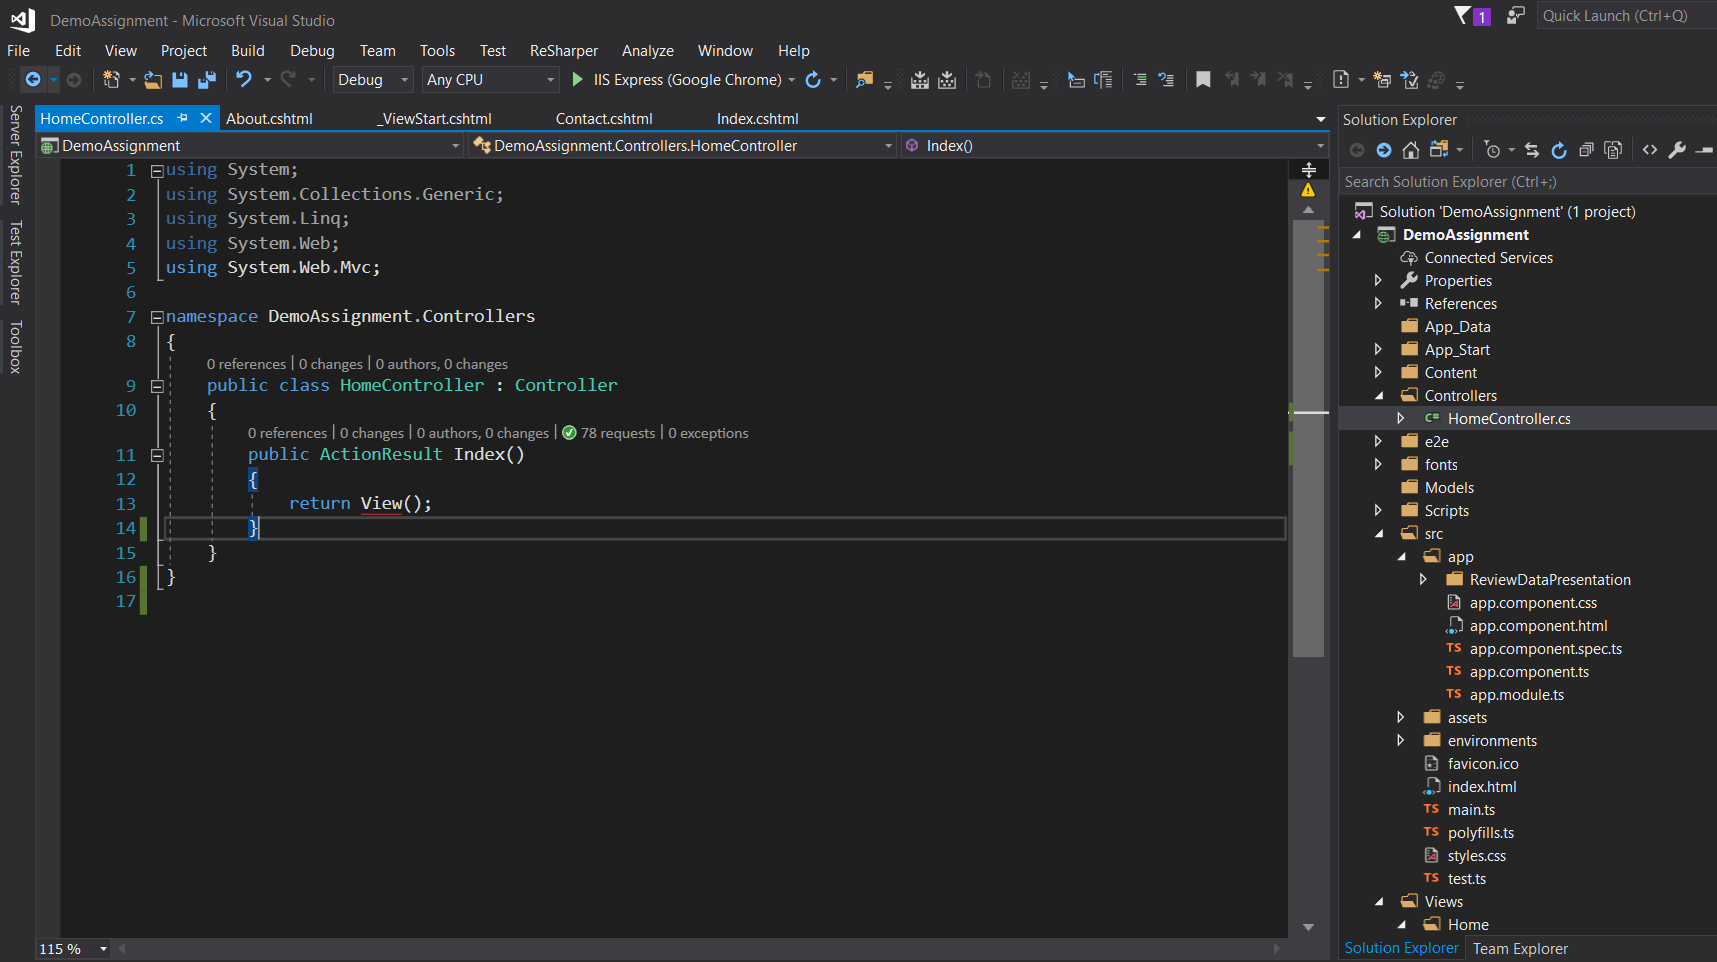 DemoAssignment - Microsoft Visual Studio
1
Quick Launch (Ctrl+Q)
File Edit View Project Build Debug Team Tools Test ReSharper Analyze Window Help
Debug Any CPU IIS Express (Google Chrome)
Server Explorer
Test Explorer
Toolbox
HomeController.cs About.cshtml _ViewStart.cshtml Contact.cshtml Index.cshtml
DemoAssignment DemoAssignment.Controllers.HomeController Index()
1 using System;
2 using System.Collections.Generic;
3 using System.Linq;
4 using System.Web;
5 using System.Web.Mvc;
6
7 namespace DemoAssignment.Controllers
8 {
0 references | 0 changes | 0 authors, 0 changes
9 public class HomeController : Controller
10 {
0 references | 0 changes | 0 authors, 0 changes | 78 requests | 0 exceptions
11 public ActionResult Index()
12 {
13 return View();
14 }
15 }
16 }
17
115 %
Solution Explorer
Search Solution Explorer (Ctrl+;)
Solution 'DemoAssignment' (1 project)
DemoAssignment
Connected Services
Properties
References
App_Data
App_Start
Content
Controllers
C# HomeController.cs
e2e
fonts
Models
Scripts
src
app
ReviewDataPresentation
app.component.css
app.component.html
TS app.component.spec.ts
TS app.component.ts
TS app.module.ts
assets
environments
favicon.ico
index.html
TS main.ts
TS polyfills.ts
styles.css
TS test.ts
Views
Home
Solution Explorer Team Explorer